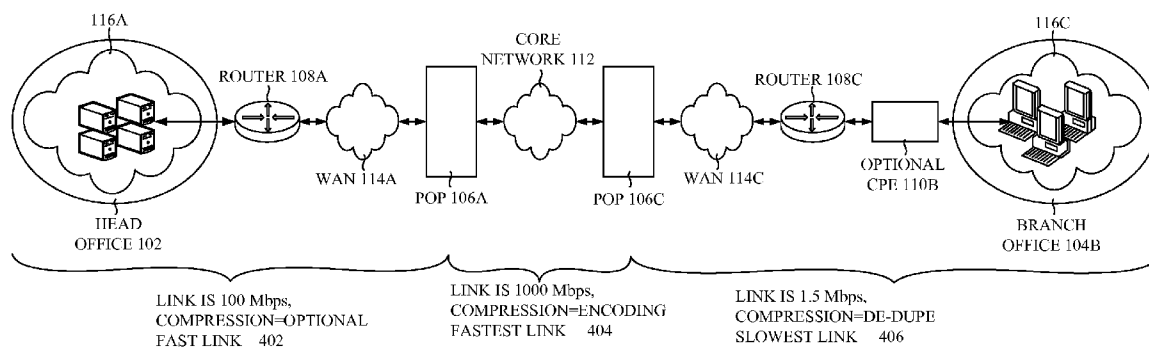 116A
ROUTER 108A
CORE
NETWORK 112
ROUTER 108C
116C
WAN 114A
POP 106A
POP 106C
WAN 114C
OPTIONAL
CPE 110B
HEAD
OFFICE 102
BRANCH
OFFICE 104B
LINK IS 100 Mbps,
COMPRESSION=OPTIONAL
FAST LINK 402
LINK IS 1000 Mbps,
COMPRESSION=ENCODING
FASTEST LINK 404
LINK IS 1.5 Mbps,
COMPRESSION=DE-DUPE
SLOWEST LINK 406